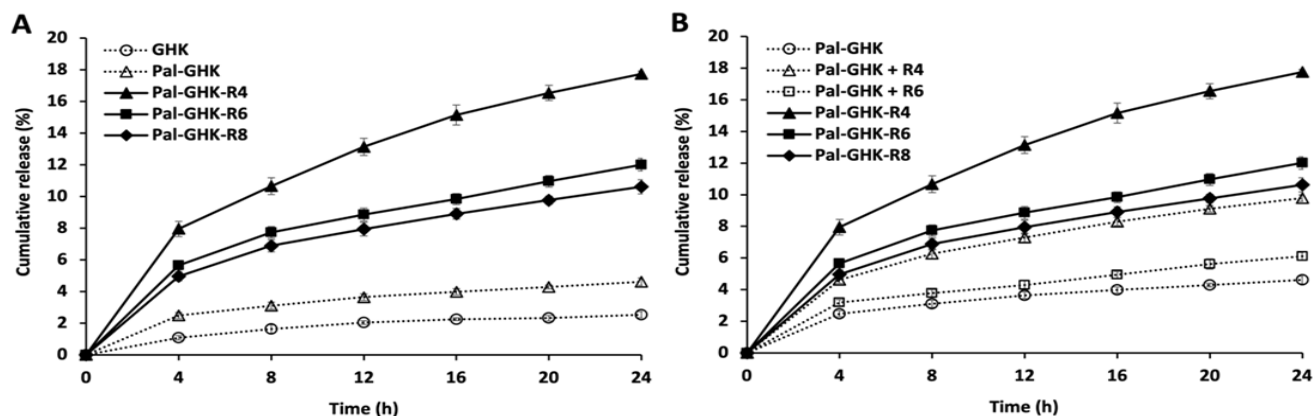 A
Cumulative release (%)
20
18
16
14
12
10
8
6
4
2
0
GHK
Pal-GHK
Pal-GHK-R4
Pal-GHK-R6
Pal-GHK-R8
0 4 8 12 16 20 24
Time (h)
B
Cumulative release (%)
20
18
16
14
12
10
8
6
4
2
0
Pal-GHK
Pal-GHK + R4
Pal-GHK + R6
Pal-GHK-R4
Pal-GHK-R6
Pal-GHK-R8
0 4 8 12 16 20 24
Time (h)